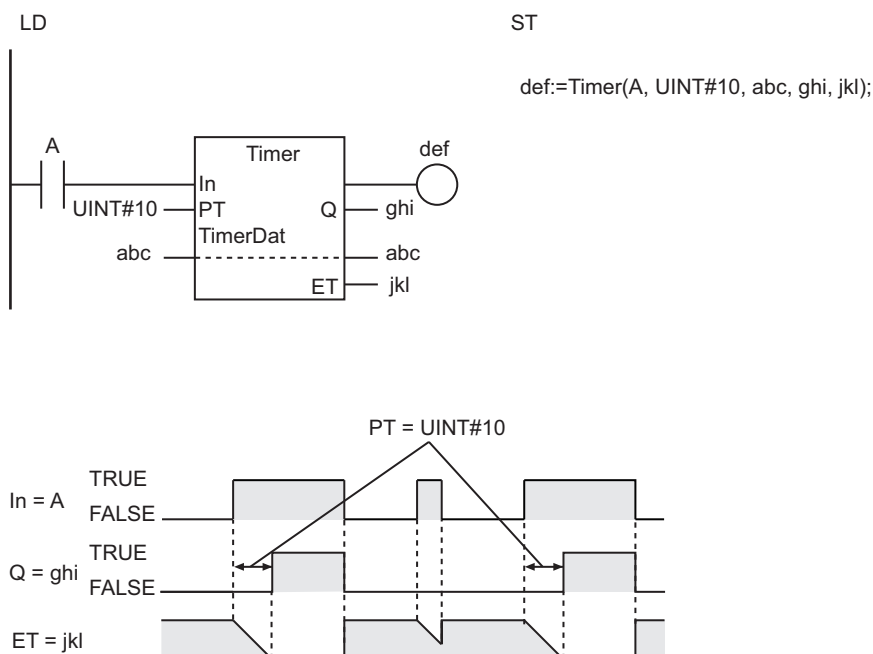 LD
ST
def:=Timer(A, UINT#10, abc, ghi, jkl);
A
Timer
def
In
UINT#10
PT
Q
ghi
TimerDat
abc
abc
ET
jkl
PT = UINT#10
In = A
TRUE
FALSE
Q = ghi
TRUE
FALSE
ET = jkl